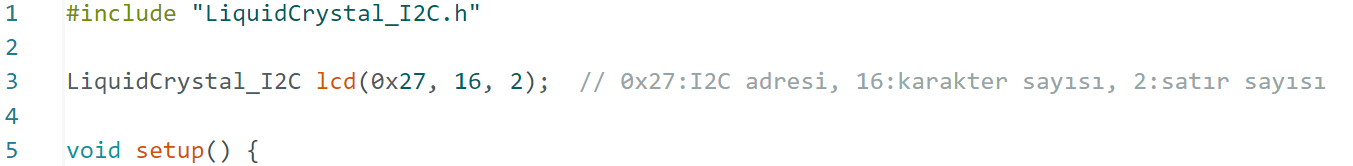 1 #include "LiquidCrystal_I2C.h"
2
3 LiquidCrystal_I2C lcd(0x27, 16, 2);  // 0x27:I2C adresi, 16:karakter sayısı, 2:satır sayısı
4
5 void setup() {